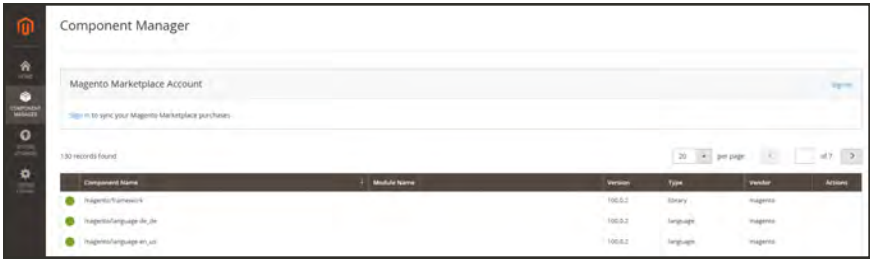 Component Manager
HOME
COMPONENT MANAGER
Magento Marketplace Account
Sign In
Sign In to sync your Magento Marketplace purchases
130 records found
20 per page
of 7
Component Name Module Name Version Type Vendor Actions
magento/framework 100.0.2 library magento
magento/language-de_de 100.0.2 language magento
magento/language-en_us 100.0.2 language magento